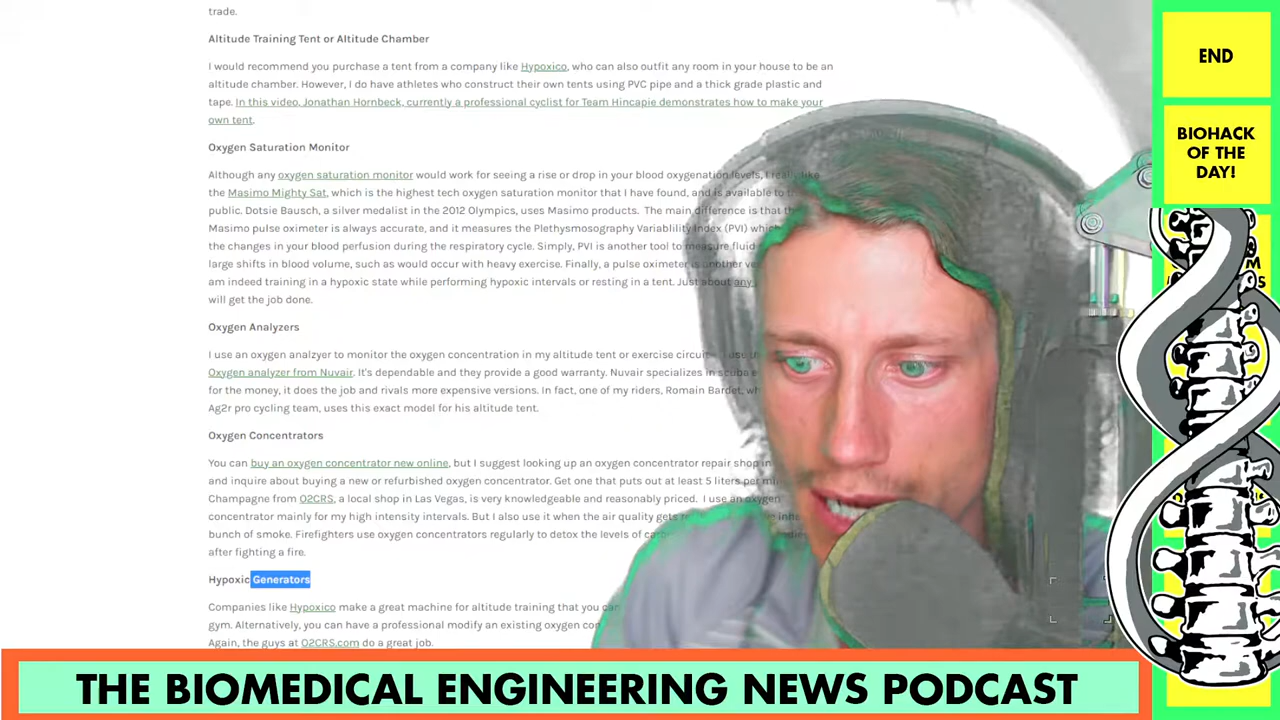 trade.
Altitude Training Tent or Altitude Chamber
I would recommend you purchase a tent from a company like Hypoxico, who can also outfit any room in your house to be an
altitude chamber. However, I do have athletes who construct their own tents using PVC pipe and a thick grade plastic and
tape. In this video, Jonathan Hornbeck, currently a professional cyclist for Team Hincapie demonstrates how to make your
own tent.
Oxygen Saturation Monitor
Although any oxygen saturation monitor would work for seeing a rise or drop in your blood oxygenation levels, I really like
the Masimo Mighty Sat, which is the highest tech oxygen saturation monitor that I have found, and is available to
public. Dotsie Bausch, a silver medalist in the 2012 Olympics, uses Masimo products. The main difference is that
Masimo pulse oximeter is always accurate, and it measures the Plethysmosography Variablility Index (PVI)
the changes in your blood perfusion during the respiratory cycle. Simply, PVI is another tool to measure fluid
large shifts in blood volume, such as would occur with heavy exercise. Finally, a pulse oximeter is another
am indeed training in a hypoxic state while performing hypoxic intervals or resting in a tent. Just about any
will get the job done.
Oxygen Analyzers
I use an oxygen analzyer to monitor the oxygen concentration in my altitude tent or exercise
Oxygen analyzer from Nuvair. It's dependable and they provide a good warranty. Nuvair specializes in scuba
for the money, it does the job and rivals more expensive versions. In fact, one of my riders, Romain Bardet,
Ag2r pro cycling team, uses this exact model for his altitude tent.
Oxygen Concentrators
You can buy an oxygen concentrator new online, but I suggest looking up an oxygen concentrator repair shop in
and inquire about buying a new or refurbished oxygen concentrator. Get one that puts out at least 5 liters per
Champagne from O2CRS, a local shop in Las Vegas, is very knowledgeable and reasonably priced. I use an oxygen
concentrator mainly for my high intensity intervals. But I also use it when the air quality gets
bunch of smoke. Firefighters use oxygen concentrators regularly to detox the levels of
after fighting a fire.
Hypoxic Generators
Companies like Hypoxico make a great machine for altitude training that you can
gym. Alternatively, you can have a professional modify an existing oxygen
Again, the guys at O2CRS.com do a great job.
END
BIOHACK
OF THE
DAY!
THE BIOMEDICAL ENGINEERING NEWS PODCAST